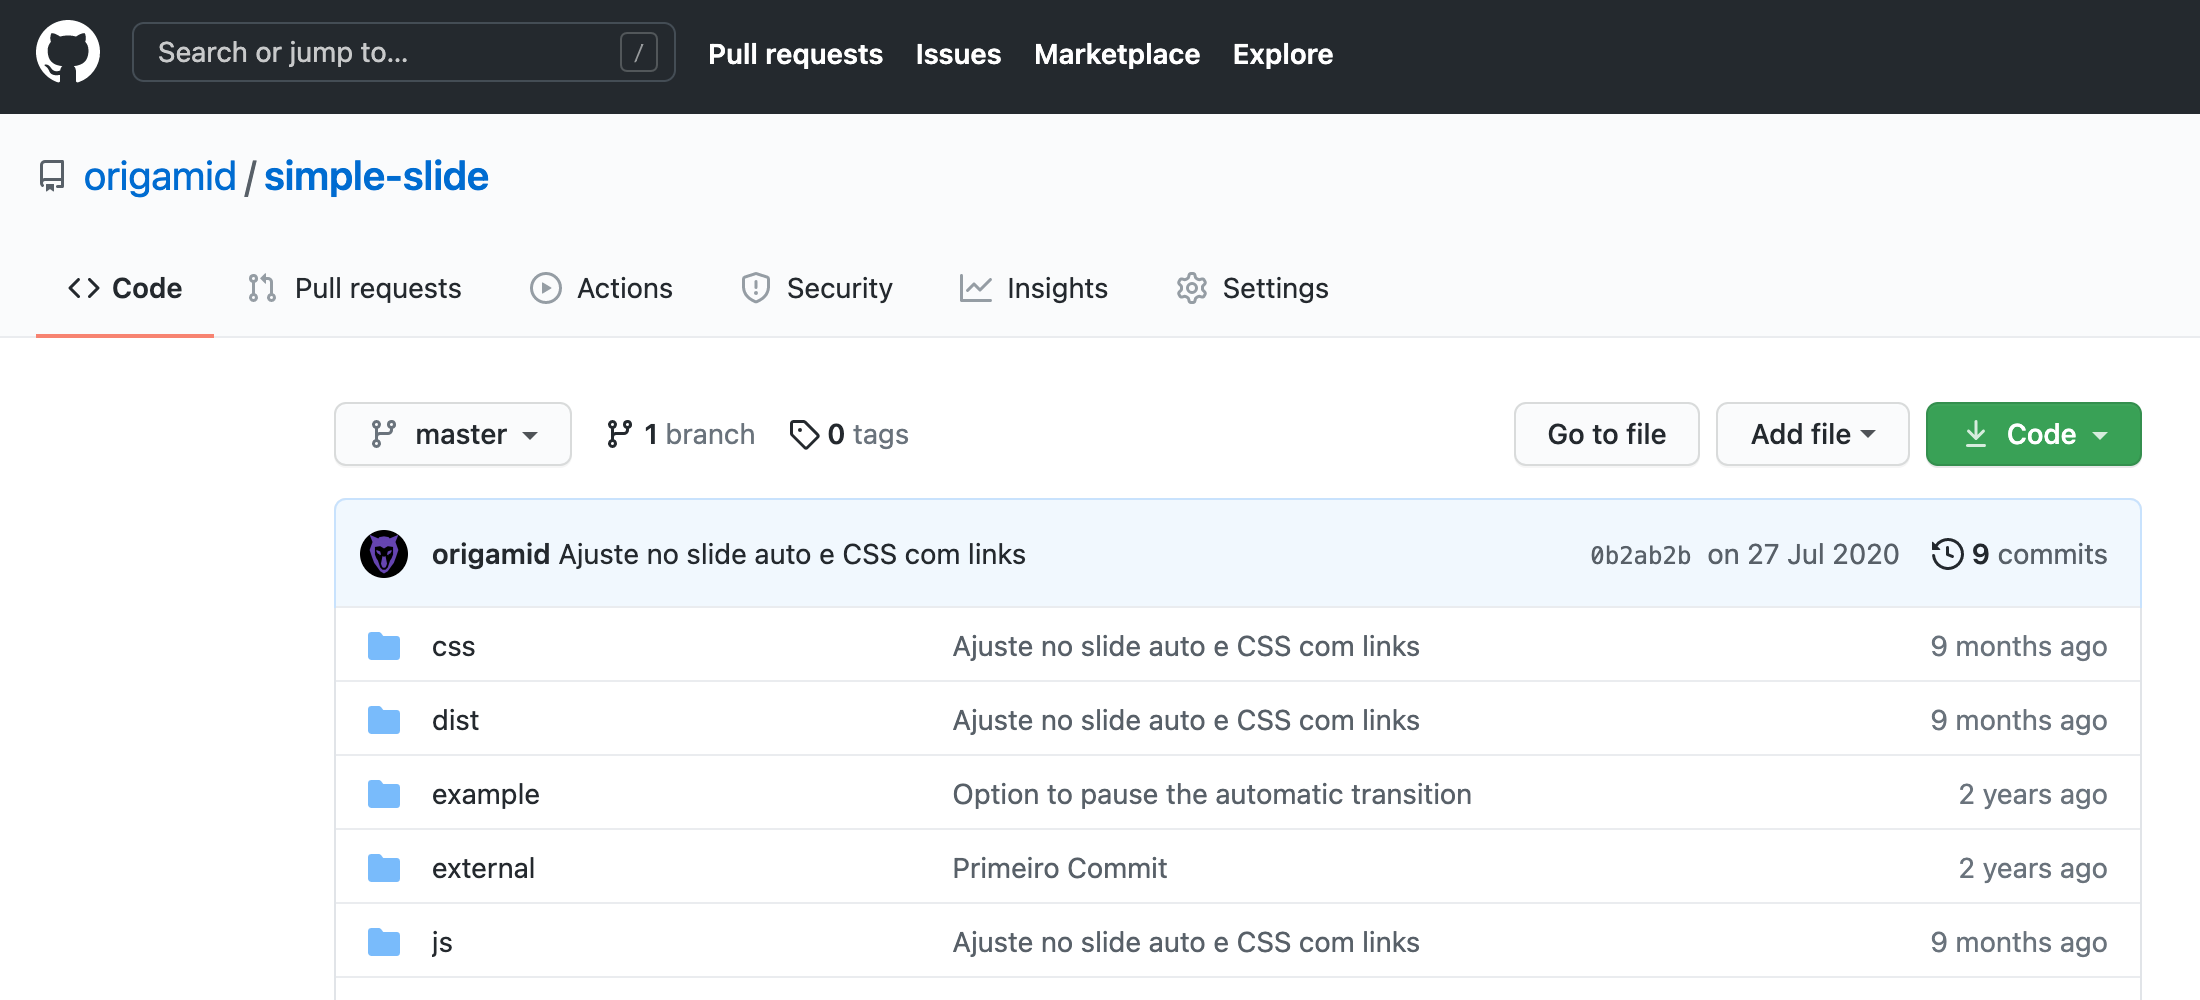 Search or jump to... / Pull requests Issues Marketplace Explore
origamid / simple-slide
Code Pull requests Actions Security Insights Settings
master 1 branch 0 tags Go to file Add file Code
origamid Ajuste no slide auto e CSS com links 0b2ab2b on 27 Jul 2020 9 commits
css Ajuste no slide auto e CSS com links 9 months ago
dist Ajuste no slide auto e CSS com links 9 months ago
example Option to pause the automatic transition 2 years ago
external Primeiro Commit 2 years ago
js Ajuste no slide auto e CSS com links 9 months ago